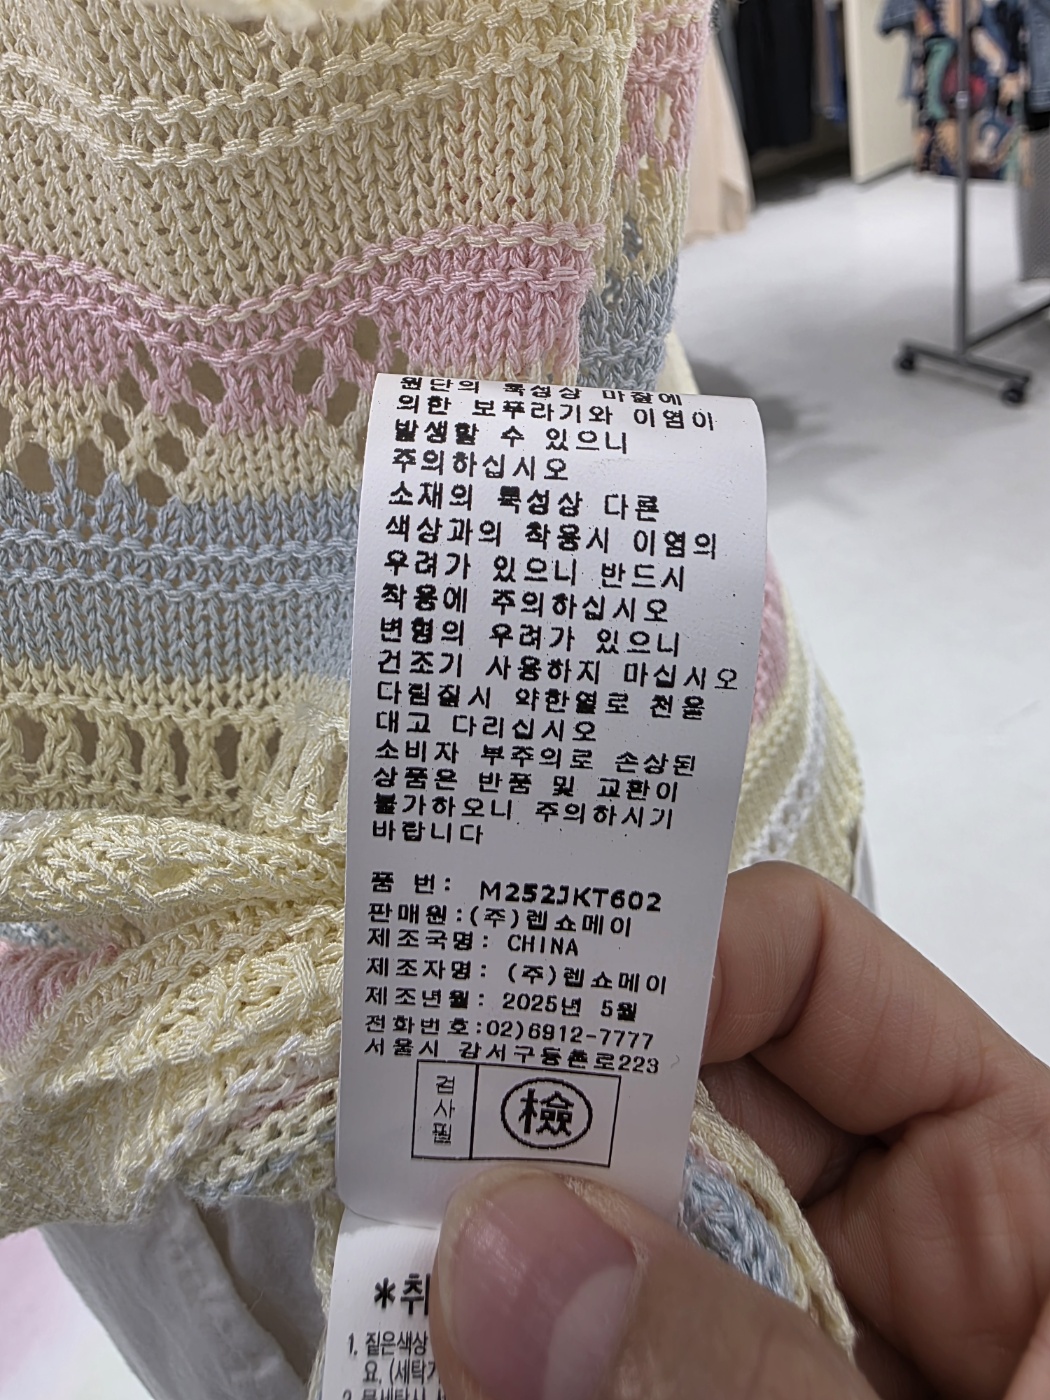 원단의 특성상 마찰에
의한 보푸라기와 이염이
발생할 수 있으니
주의하십시오
소재의 특성상 다른
색상과의 착용시 이염의
우려가 있으니 반드시
착용에 주의하십시오
변형의 우려가 있으니
건조기 사용하지 마십시오
다림질시 약한열로 천을
대고 다리십시오
소비자 부주의로 손상된
상품은 반품 및 교환이
불가하오니 주의하시기
바랍니다
품 번: M252JKT602
판매원:(주)렙쇼메이
제조국명: CHINA
제조자명: (주)렙쇼메이
제조년월: 2025년 5월
전화번호:02)6912-7777
서울시 강서구등촌로223
검사필 檢
*취
1. 짙은색상
요. (세탁기